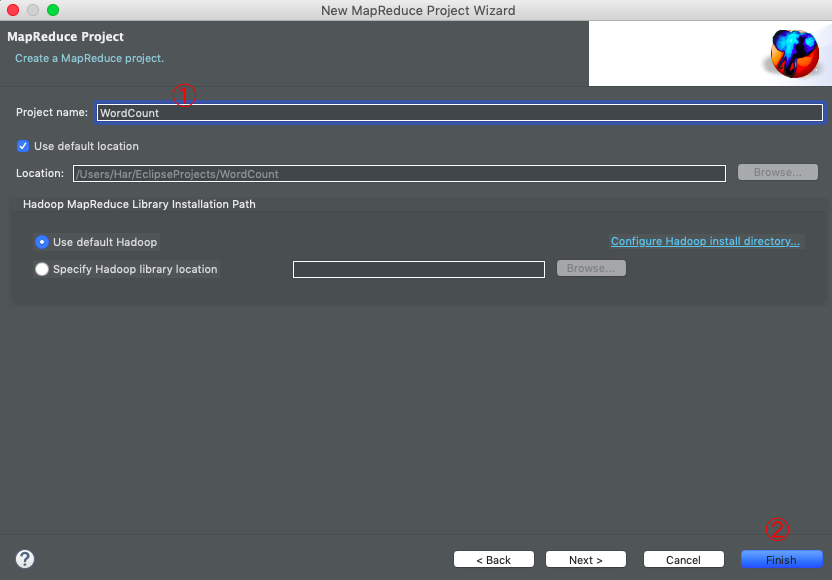 New MapReduce Project Wizard
MapReduce Project
Create a MapReduce project.
①
Project name: WordCount
Use default location
Location: /Users/Har/EclipseProjects/WordCount Browse...
Hadoop MapReduce Library Installation Path
Use default Hadoop Configure Hadoop install directory...
Specify Hadoop library location Browse...
②
? < Back Next > Cancel Finish